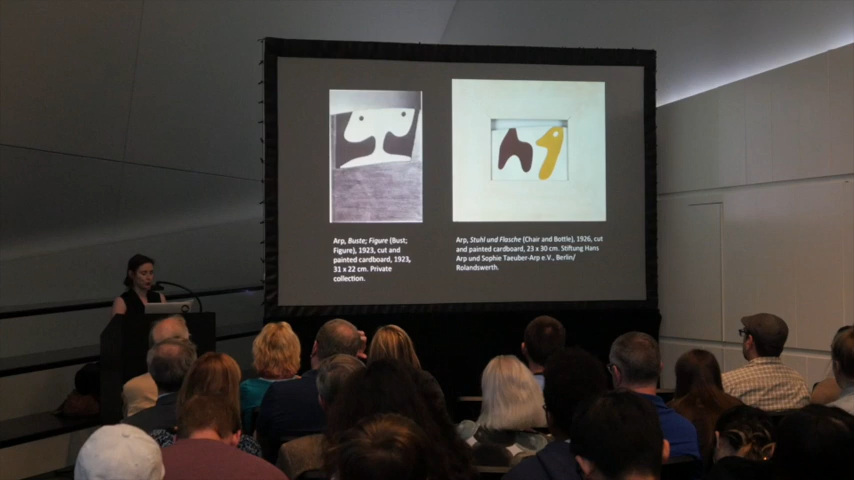 Arp, Buste; Figure (Bust;
Figure), 1923, cut and
painted cardboard, 1923,
31 x 22 cm. Private
collection.
Arp, Stuhl und Flasche (Chair and Bottle), 1926, cut
and painted cardboard, 23 x 30 cm. Stiftung Hans
Arp und Sophie Taeuber-Arp e.V., Berlin/
Rolandswerth.